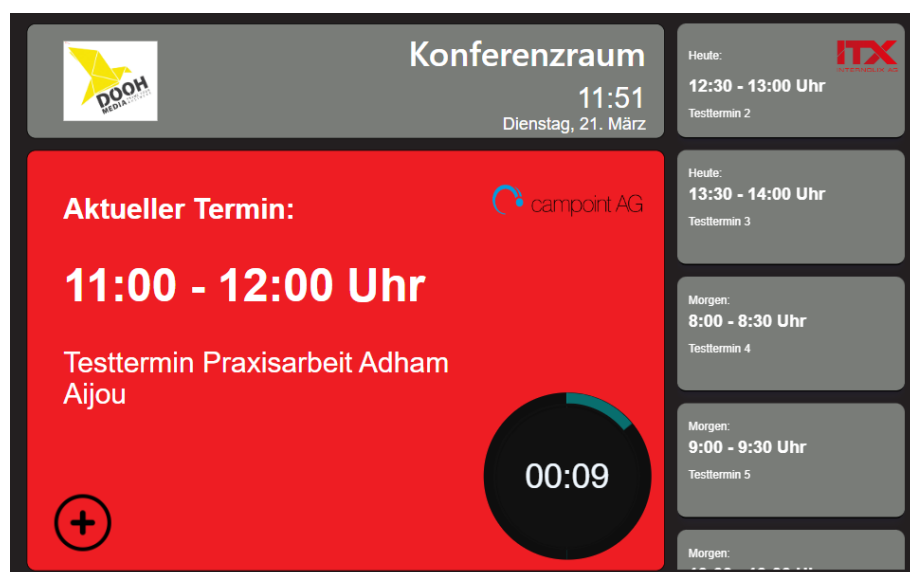 DOOH
MEDIA
Konferenzraum
11:51
Dienstag, 21. März
Aktueller Termin:
campoint AG
11:00 - 12:00 Uhr
Testtermin Praxisarbeit Adham
Aijou
00:09
Heute:
ITX
INTERNOLIX AG
12:30 - 13:00 Uhr
Testtermin 2
Heute:
13:30 - 14:00 Uhr
Testtermin 3
Morgen:
8:00 - 8:30 Uhr
Testtermin 4
Morgen:
9:00 - 9:30 Uhr
Testtermin 5
Morgen: